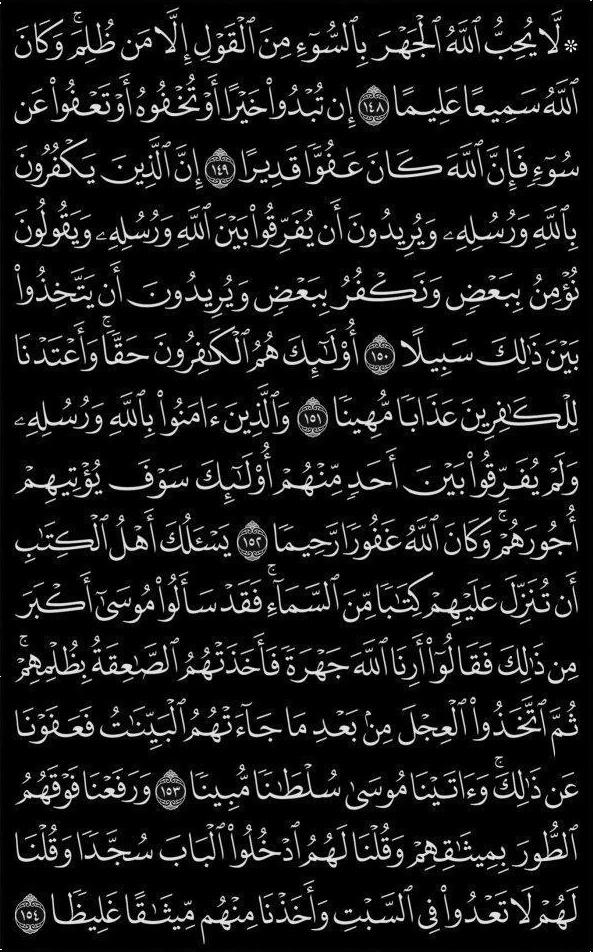 ۞ لَّا يُحِبُّ ٱللَّهُ ٱلۡجَهۡرَ بِٱلسُّوٓءِ مِنَ ٱلۡقَوۡلِ إِلَّا مَن ظُلِمَۚ وَكَانَ
ٱللَّهُ سَمِيعًا عَلِيمًا ١٤٨ إِن تُبۡدُواْ خَيۡرًا أَوۡ تُخۡفُوهُ أَوۡ تَعۡفُواْ عَن
سُوٓءٖ فَإِنَّ ٱللَّهَ كَانَ عَفُوّٗا قَدِيرًا ١٤٩ إِنَّ ٱلَّذِينَ يَكۡفُرُونَ
بِٱللَّهِ وَرُسُلِهِۦ وَيُرِيدُونَ أَن يُفَرِّقُواْ بَيۡنَ ٱللَّهِ وَرُسُلِهِۦ وَيَقُولُونَ
نُؤۡمِنُ بِبَعۡضٖ وَنَكۡفُرُ بِبَعۡضٖ وَيُرِيدُونَ أَن يَتَّخِذُواْ
بَيۡنَ ذَٰلِكَ سَبِيلًا ١٥٠ أُوْلَٰٓئِكَ هُمُ ٱلۡكَٰفِرُونَ حَقّٗاۚ وَأَعۡتَدۡنَا
لِلۡكَٰفِرِينَ عَذَابٗا مُّهِينٗا ١٥١ وَٱلَّذِينَ ءَامَنُواْ بِٱللَّهِ وَرُسُلِهِۦ
وَلَمۡ يُفَرِّقُواْ بَيۡنَ أَحَدٖ مِّنۡهُمۡ أُوْلَٰٓئِكَ سَوۡفَ يُؤۡتِيهِمۡ
أُجُورَهُمۡۚ وَكَانَ ٱللَّهُ غَفُورٗا رَّحِيمٗا ١٥٢ يَسۡـَٔلُكَ أَهۡلُ ٱلۡكِتَٰبِ
أَن تُنَزِّلَ عَلَيۡهِمۡ كِتَٰبٗا مِّنَ ٱلسَّمَآءِۚ فَقَدۡ سَأَلُواْ مُوسَىٰٓ أَكۡبَرَ
مِن ذَٰلِكَ فَقَالُوٓاْ أَرِنَا ٱللَّهَ جَهۡرَةٗ فَأَخَذَتۡهُمُ ٱلصَّٰعِقَةُ بِظُلۡمِهِمۡۚ
ثُمَّ ٱتَّخَذُواْ ٱلۡعِجۡلَ مِنۢ بَعۡدِ مَا جَآءَتۡهُمُ ٱلۡبَيِّنَٰتُ فَعَفَوۡنَا
عَن ذَٰلِكَۚ وَءَاتَيۡنَا مُوسَىٰ سُلۡطَٰنٗا مُّبِينٗا ١٥٣ وَرَفَعۡنَا فَوۡقَهُمُ
ٱلطُّورَ بِمِيثَٰقِهِمۡ وَقُلۡنَا لَهُمُ ٱدۡخُلُواْ ٱلۡبَابَ سُجَّدٗا وَقُلۡنَا
لَهُمۡ لَا تَعۡدُواْ فِي ٱلسَّبۡتِ وَأَخَذۡنَا مِنۡهُم مِّيثَٰقًا غَلِيظٗا ١٥٤